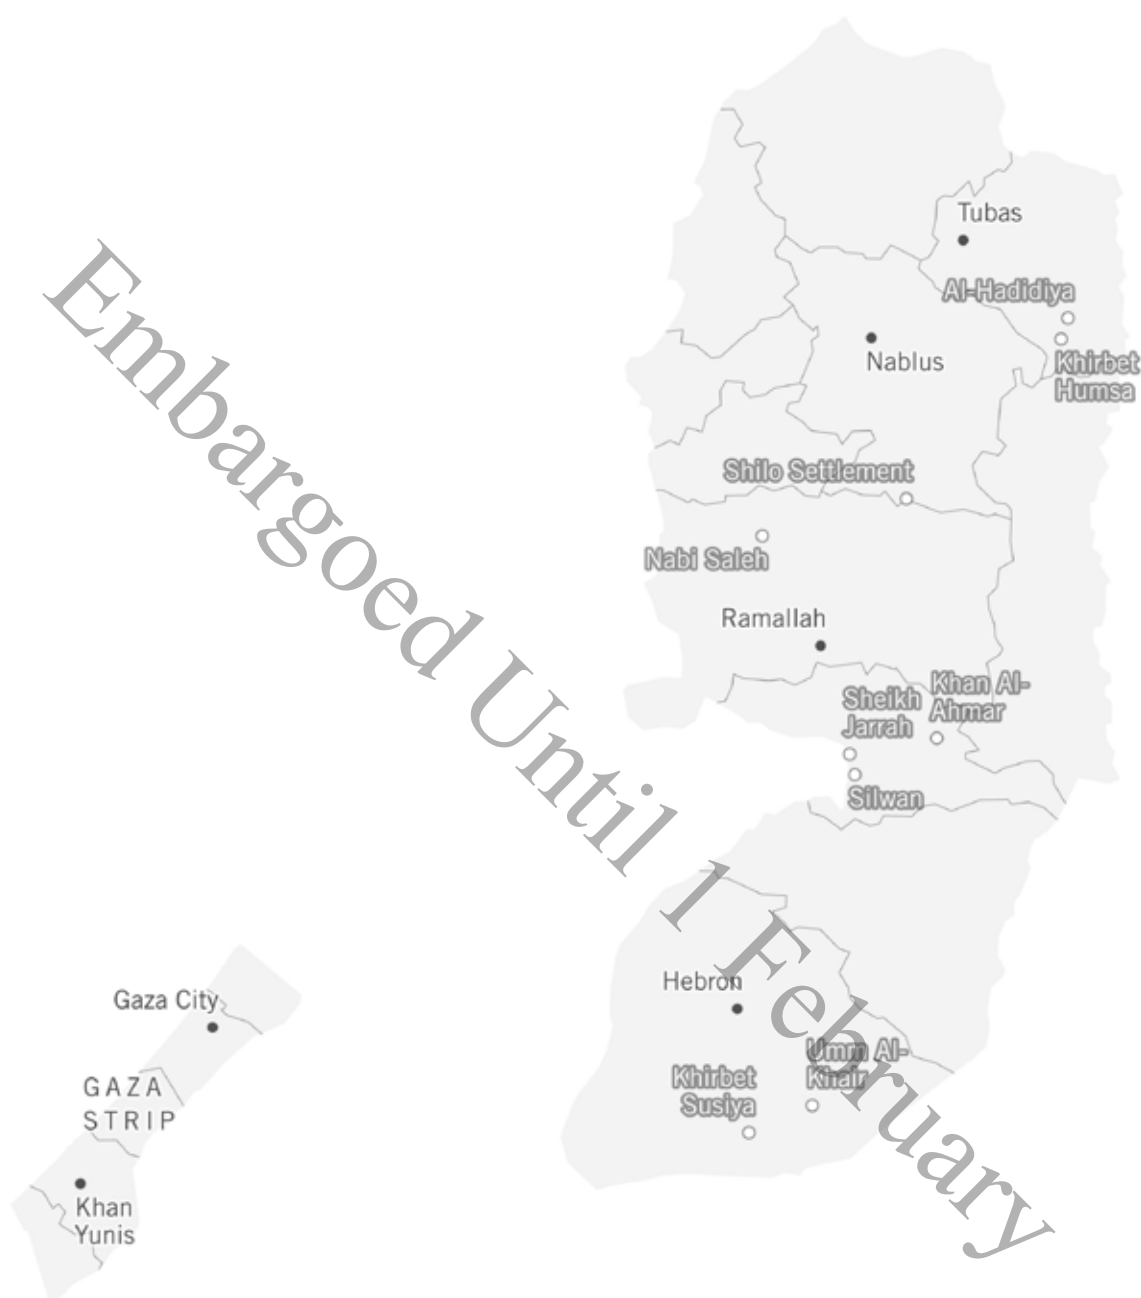 Tubas
Al-Hadidiya
Nablus
Khirbet
Humsa
Shilo Settlement
Nabi Saleh
Ramallah
Sheikh
Jarrah
Khan Al-
Ahmar
Silwan
Hebron
Umm Al-
Khair
Khirbet
Susiya
Gaza City
GAZA
STRIP
Khan
Yunis
Embargoed Until 1 February